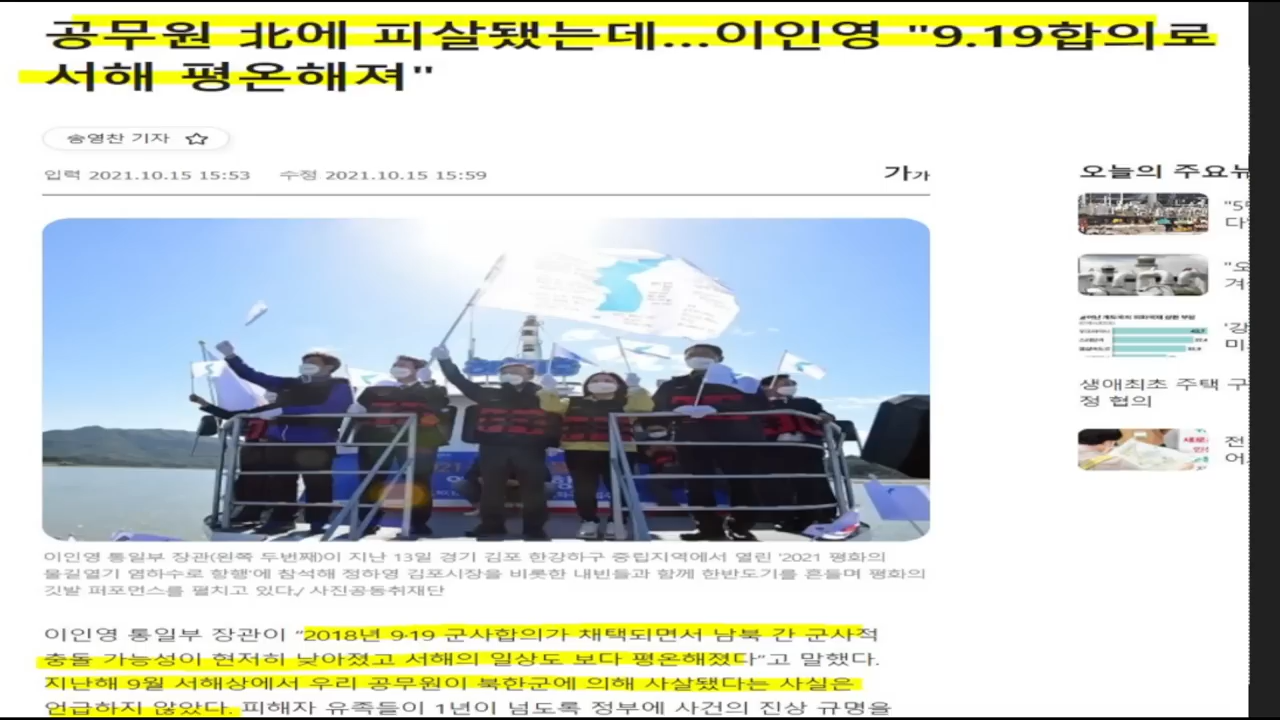 공무원 北에 피살됐는데...이인영 "9.19합의로
서해 평온해져"
송영찬 기자
입력 2021.10.15 15:53 수정 2021.10.15 15:59
가가
이인영 통일부 장관(왼쪽 두번째)이 지난 13일 경기 김포 한강하구 중립지역에서 열린 '2021 평화의
물길열기 염하수로 항행'에 참석해 정하영 김포시장을 비롯한 내빈들과 함께 한반도기를 흔들며 평화의
깃발 퍼포먼스를 펼치고 있다./ 사진공동취재단
이인영 통일부 장관이 “2018년 9·19 군사합의가 채택되면서 남북 간 군사적
충돌 가능성이 현저히 낮아졌고 서해의 일상도 보다 평온해졌다”고 말했다.
지난해 9월 서해상에서 우리 공무원이 북한군에 의해 사살됐다는 사실은
언급하지 않았다. 피해자 유족들이 1년이 넘도록 정부에 사건의 진상 규명을
오늘의 주요뉴
"5
다
"오
겨
'강
미
생애최초 주택 구
정 협의
전
어